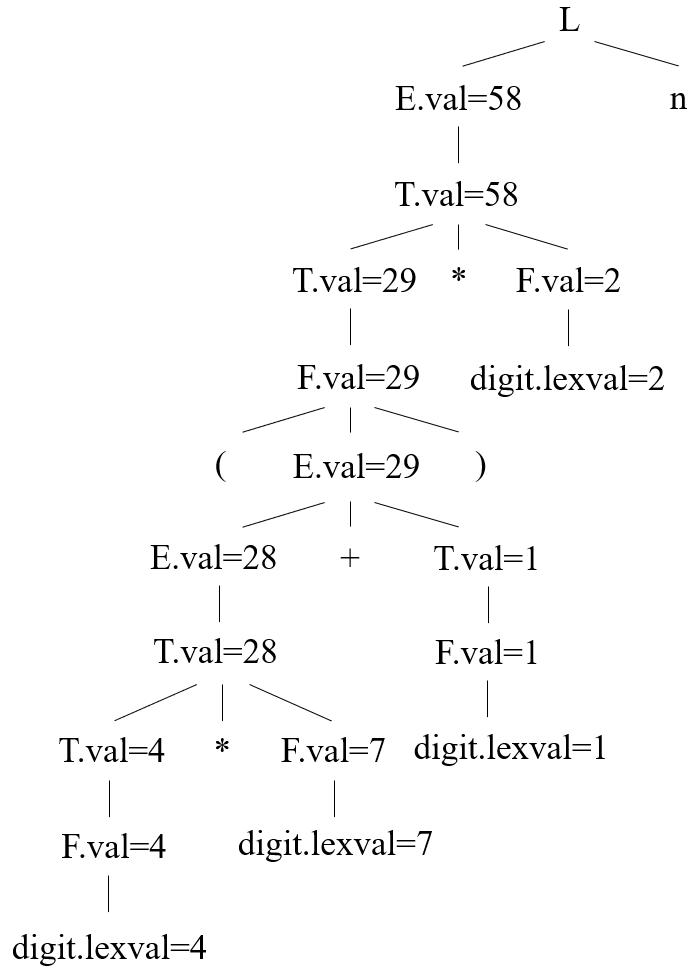 L
E.val=58 n
T.val=58
T.val=29 * F.val=2
F.val=29 digit.lexval=2
( E.val=29 )
E.val=28 + T.val=1
T.val=28 F.val=1
T.val=4 * F.val=7 digit.lexval=1
F.val=4 digit.lexval=7
digit.lexval=4